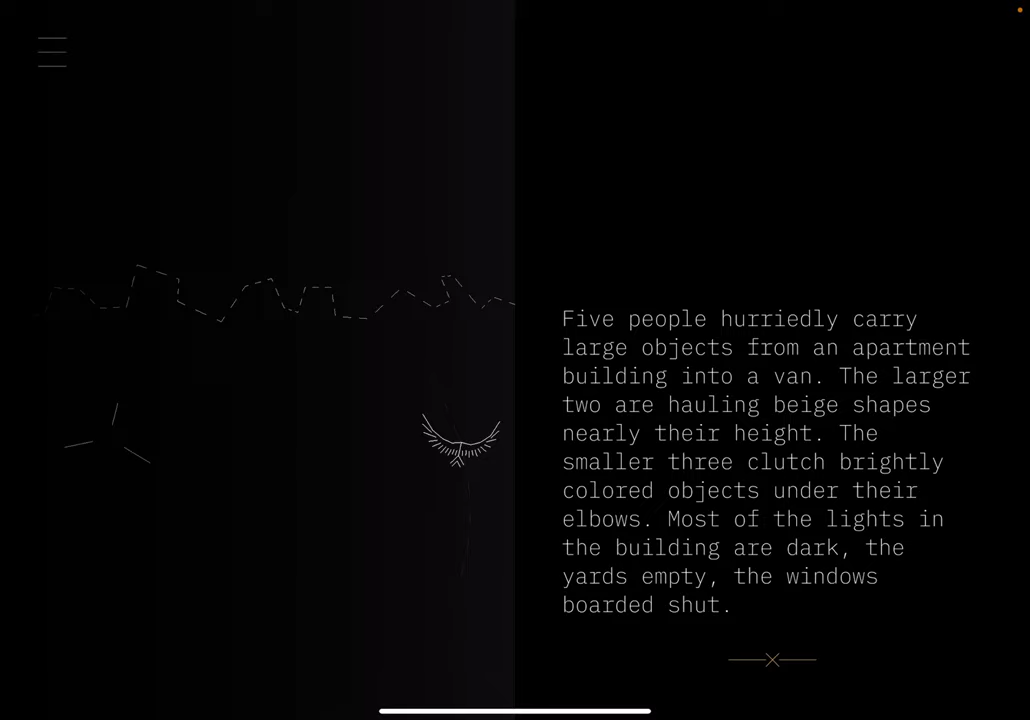 Five people hurriedly carry
large objects from an apartment
building into a van. The larger
two are hauling beige shapes
nearly their height. The
smaller three clutch brightly
colored objects under their
elbows. Most of the lights in
the building are dark, the
yards empty, the windows
boarded shut.